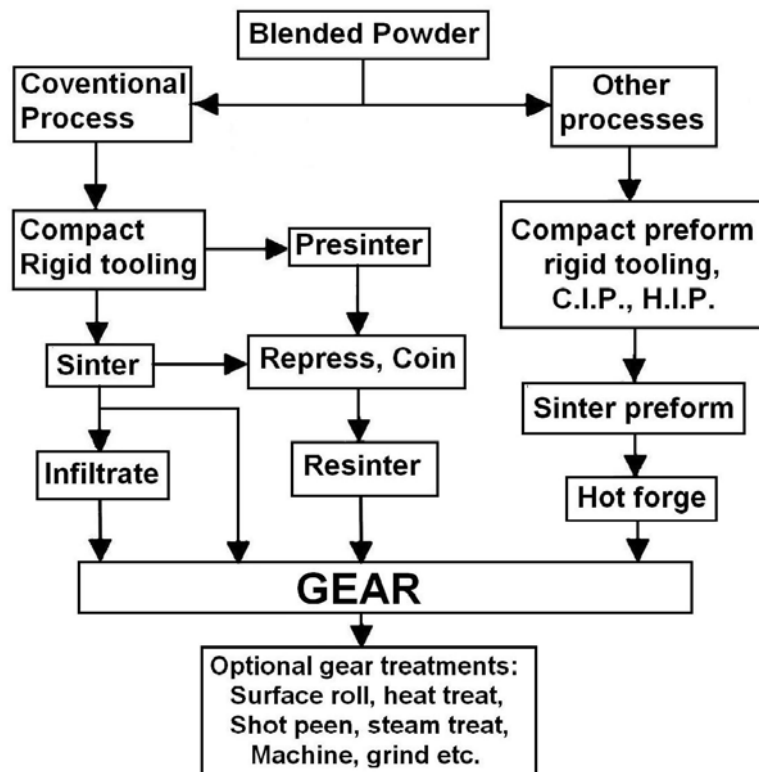 Blended Powder
Coventional
Process
Other
processes
Compact
Rigid tooling
Presinter
Compact preform
rigid tooling,
C.I.P., H.I.P.
Sinter
Repress, Coin
Sinter preform
Infiltrate
Resinter
Hot forge
GEAR
Optional gear treatments:
Surface roll, heat treat,
Shot peen, steam treat,
Machine, grind etc.